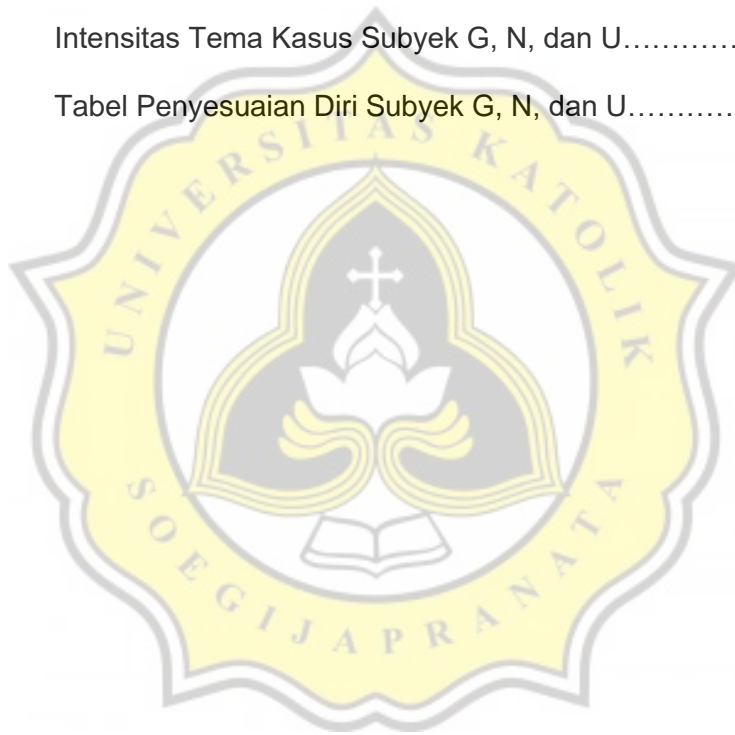 Intensitas Tema Kasus Subyek G, N, dan U………….
Tabel Penyesuaian Diri Subyek G, N, dan U………….
UNIVERSITAS KATOLIK
SOEGIJAPRANATA